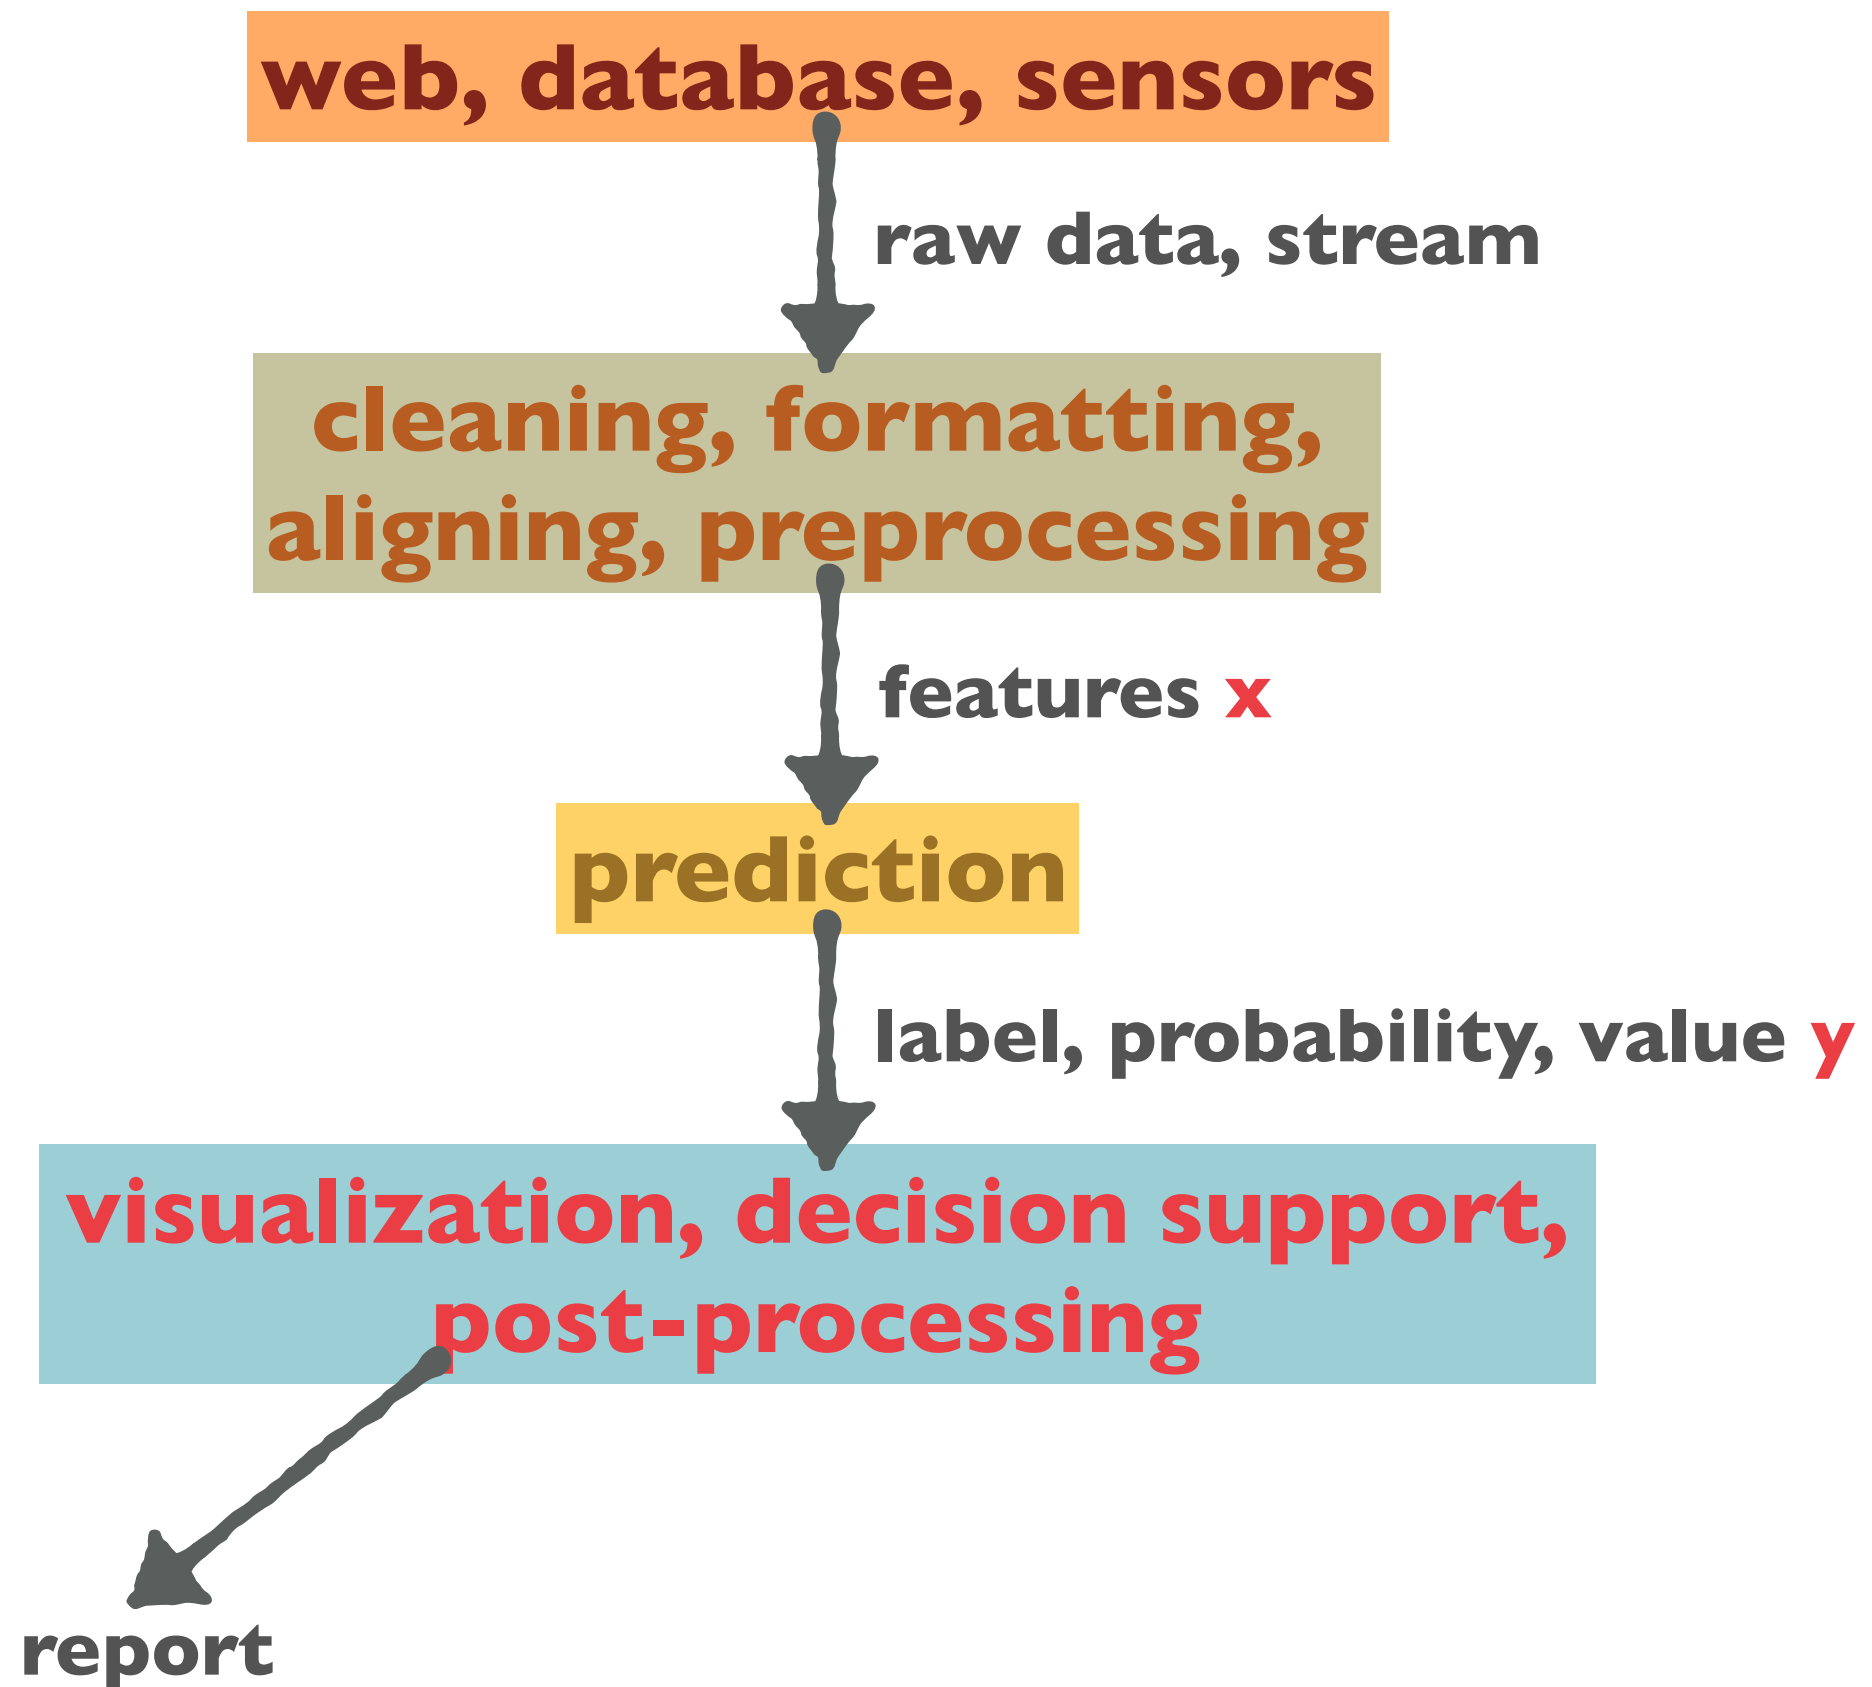 web, database, sensors
raw data, stream
cleaning, formatting,
aligning, preprocessing
features x
prediction
label, probability, value y
visualization, decision support,
post-processing
report